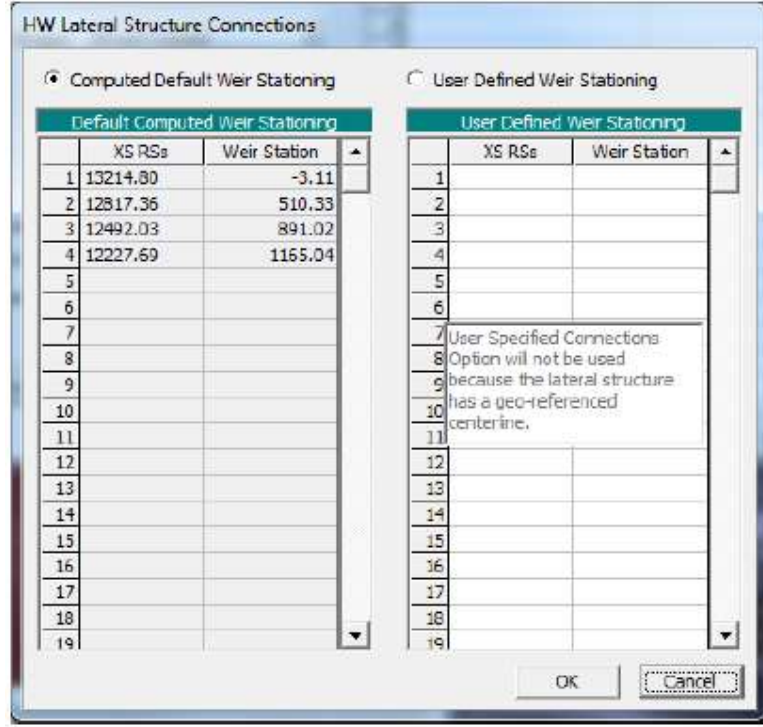 HW Lateral Structure Connections
Computed Default Weir Stationing
User Defined Weir Stationing
Default Computed Weir Stationing
XS RSs Weir Station
1 13214.80 -3.11
2 12817.36 510.33
3 12492.03 891.02
4 12227.69 1165.04
5
6
7
8
9
10
11
12
13
14
15
16
17
18
19
User Defined Weir Stationing
XS RSs Weir Station
1
2
3
4
5
6
7
8
9
10
11
12
13
14
15
16
17
18
19
User Specified Connections
Option will not be used
because the lateral structure
has a geo-referenced
centerine.
OK Cancel